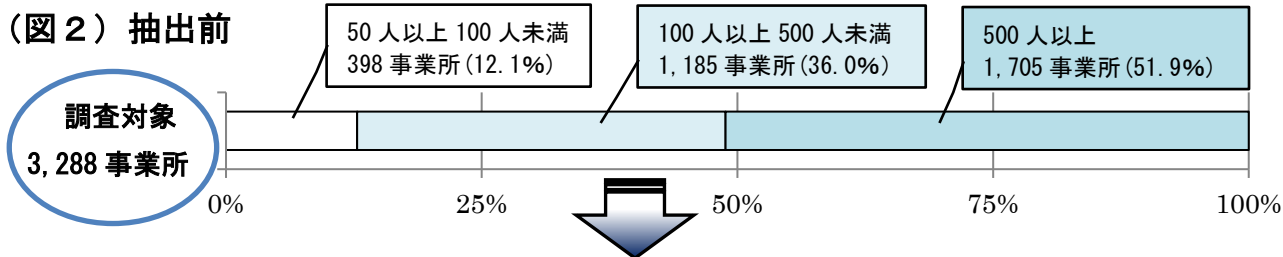 （図２）抽出前
50 人以上 100 人未満
398 事業所(12.1%)
100 人以上 500 人未満
1,185 事業所(36.0%)
500 人以上
1,705 事業所(51.9%)
調査対象
3,288 事業所
0%
25%
50%
75%
100%